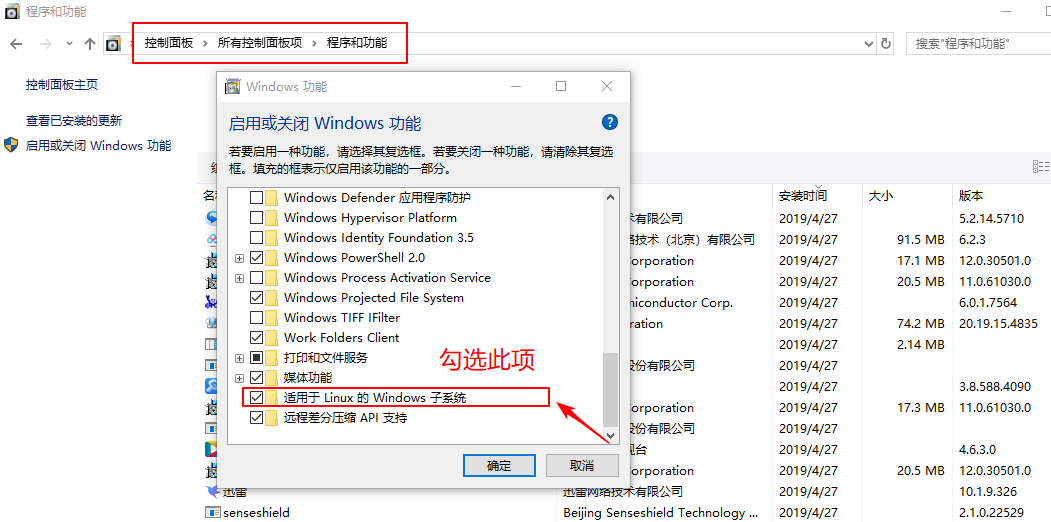 程序和功能
控制面板 › 所有控制面板项 › 程序和功能
搜索"程序和功能"
控制面板主页
查看已安装的更新
启用或关闭 Windows 功能
Windows 功能
启用或关闭 Windows 功能
若要启用一种功能，请选择其复选框。若要关闭一种功能，请清除其复选
框。填充的框表示仅启用该功能的一部分。
Windows Defender 应用程序防护
Windows Hypervisor Platform
Windows Identity Foundation 3.5
Windows PowerShell 2.0
Windows Process Activation Service
Windows Projected File System
Windows TIFF IFilter
Work Folders Client
打印和文件服务
媒体功能
适用于 Linux 的 Windows 子系统
远程差分压缩 API 支持
勾选此项
确定
取消
安装时间 大小 版本
术有限公司 2019/4/27 5.2.14.5710
络技术（北京）有限公司 2019/4/27 91.5 MB 6.2.3
orporation 2019/4/27 17.1 MB 12.0.30501.0
orporation 2019/4/27 20.5 MB 11.0.61030.0
niconductor Corp. 2019/4/27 6.0.1.7564
ration 2019/4/27 74.2 MB 20.19.15.4835
2019/4/27 2.14 MB
股份有限公司 2019/4/27
2019/4/27 3.8.588.4090
orporation 2019/4/27 17.3 MB 11.0.61030.0
股份有限公司 2019/4/27
视台 2019/4/27 4.6.3.0
orporation 2019/4/27 20.5 MB 12.0.30501.0
迅雷 迅雷网络技术有限公司 2019/4/27 10.1.9.326
senseshield Beijing Senseshield Technology ... 2019/4/27 2.1.0.22529